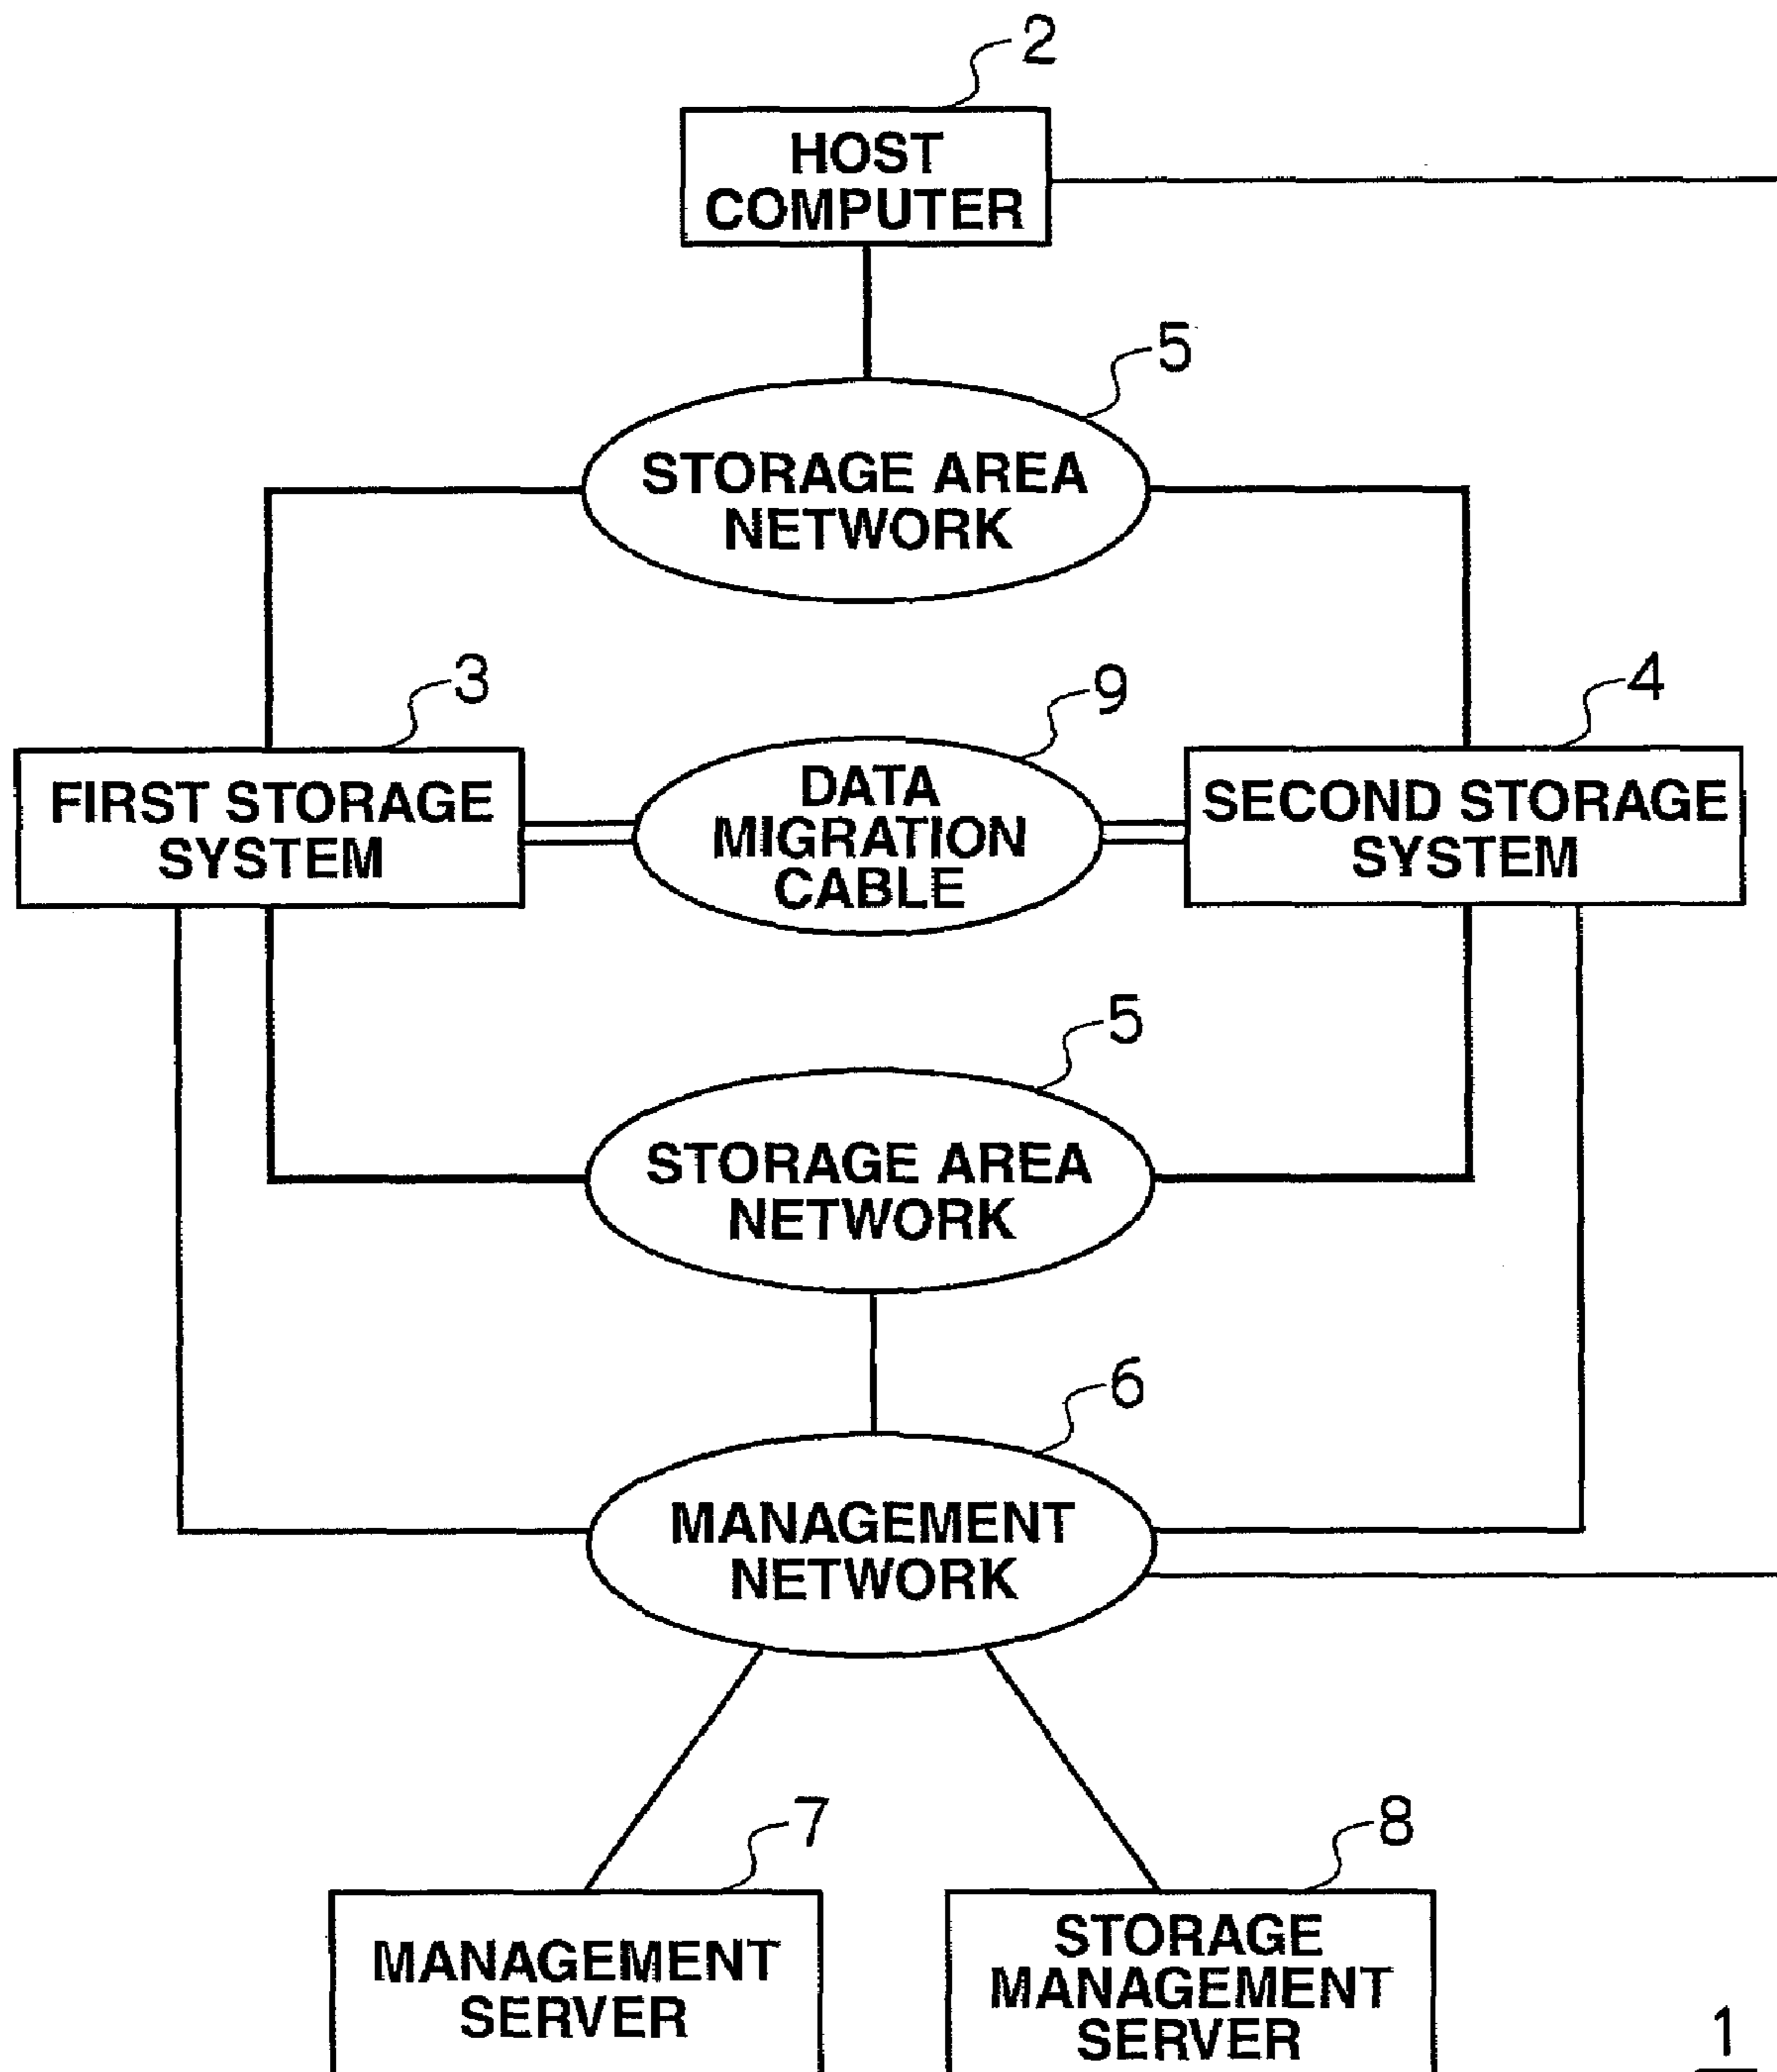 2
HOST
COMPUTER
5
STORAGE AREA
NETWORK
3
9
4
FIRST STORAGE
SYSTEM
DATA
MIGRATION
CABLE
SECOND STORAGE
SYSTEM
5
STORAGE AREA
NETWORK
6
MANAGEMENT
NETWORK
7
8
MANAGEMENT
SERVER
STORAGE
MANAGEMENT
SERVER
1